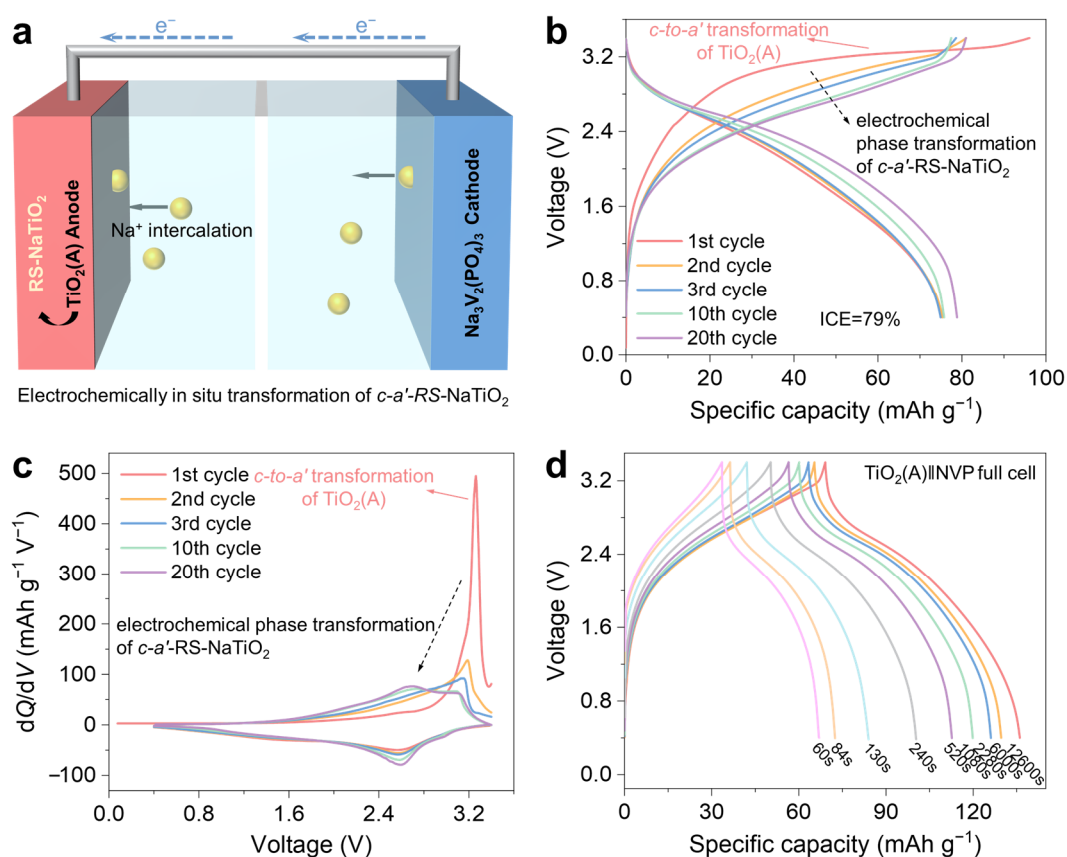 a
e⁻
e⁻
RS-NaTiO₂
TiO₂(A) Anode
Na⁺ intercalation
Na₃V₂(PO₄)₃ Cathode
Electrochemically in situ transformation of c-a'-RS-NaTiO₂
b
c-to-a' transformation
of TiO₂(A)
electrochemical
phase transformation
of c-a'-RS-NaTiO₂
1st cycle
2nd cycle
3rd cycle
10th cycle
20th cycle
ICE=79%
Voltage (V)
3.2
2.4
1.6
0.8
0.0
0 20 40 60 80 100
Specific capacity (mAh g⁻¹)
c
1st cycle
2nd cycle
3rd cycle
10th cycle
20th cycle
c-to-a' transformation
of TiO₂(A)
electrochemical phase transformation
of c-a'-RS-NaTiO₂
dQ/dV (mAh g⁻¹ V⁻¹)
500
400
300
200
100
0
−100
0.0 0.8 1.6 2.4 3.2
Voltage (V)
d
TiO₂(A)‖NVP full cell
Voltage (V)
3.2
2.4
1.6
0.8
0.0
60s
84s
130s
240s
520s
1080s
2280s
6000s
12600s
0 30 60 90 120
Specific capacity (mAh g⁻¹)